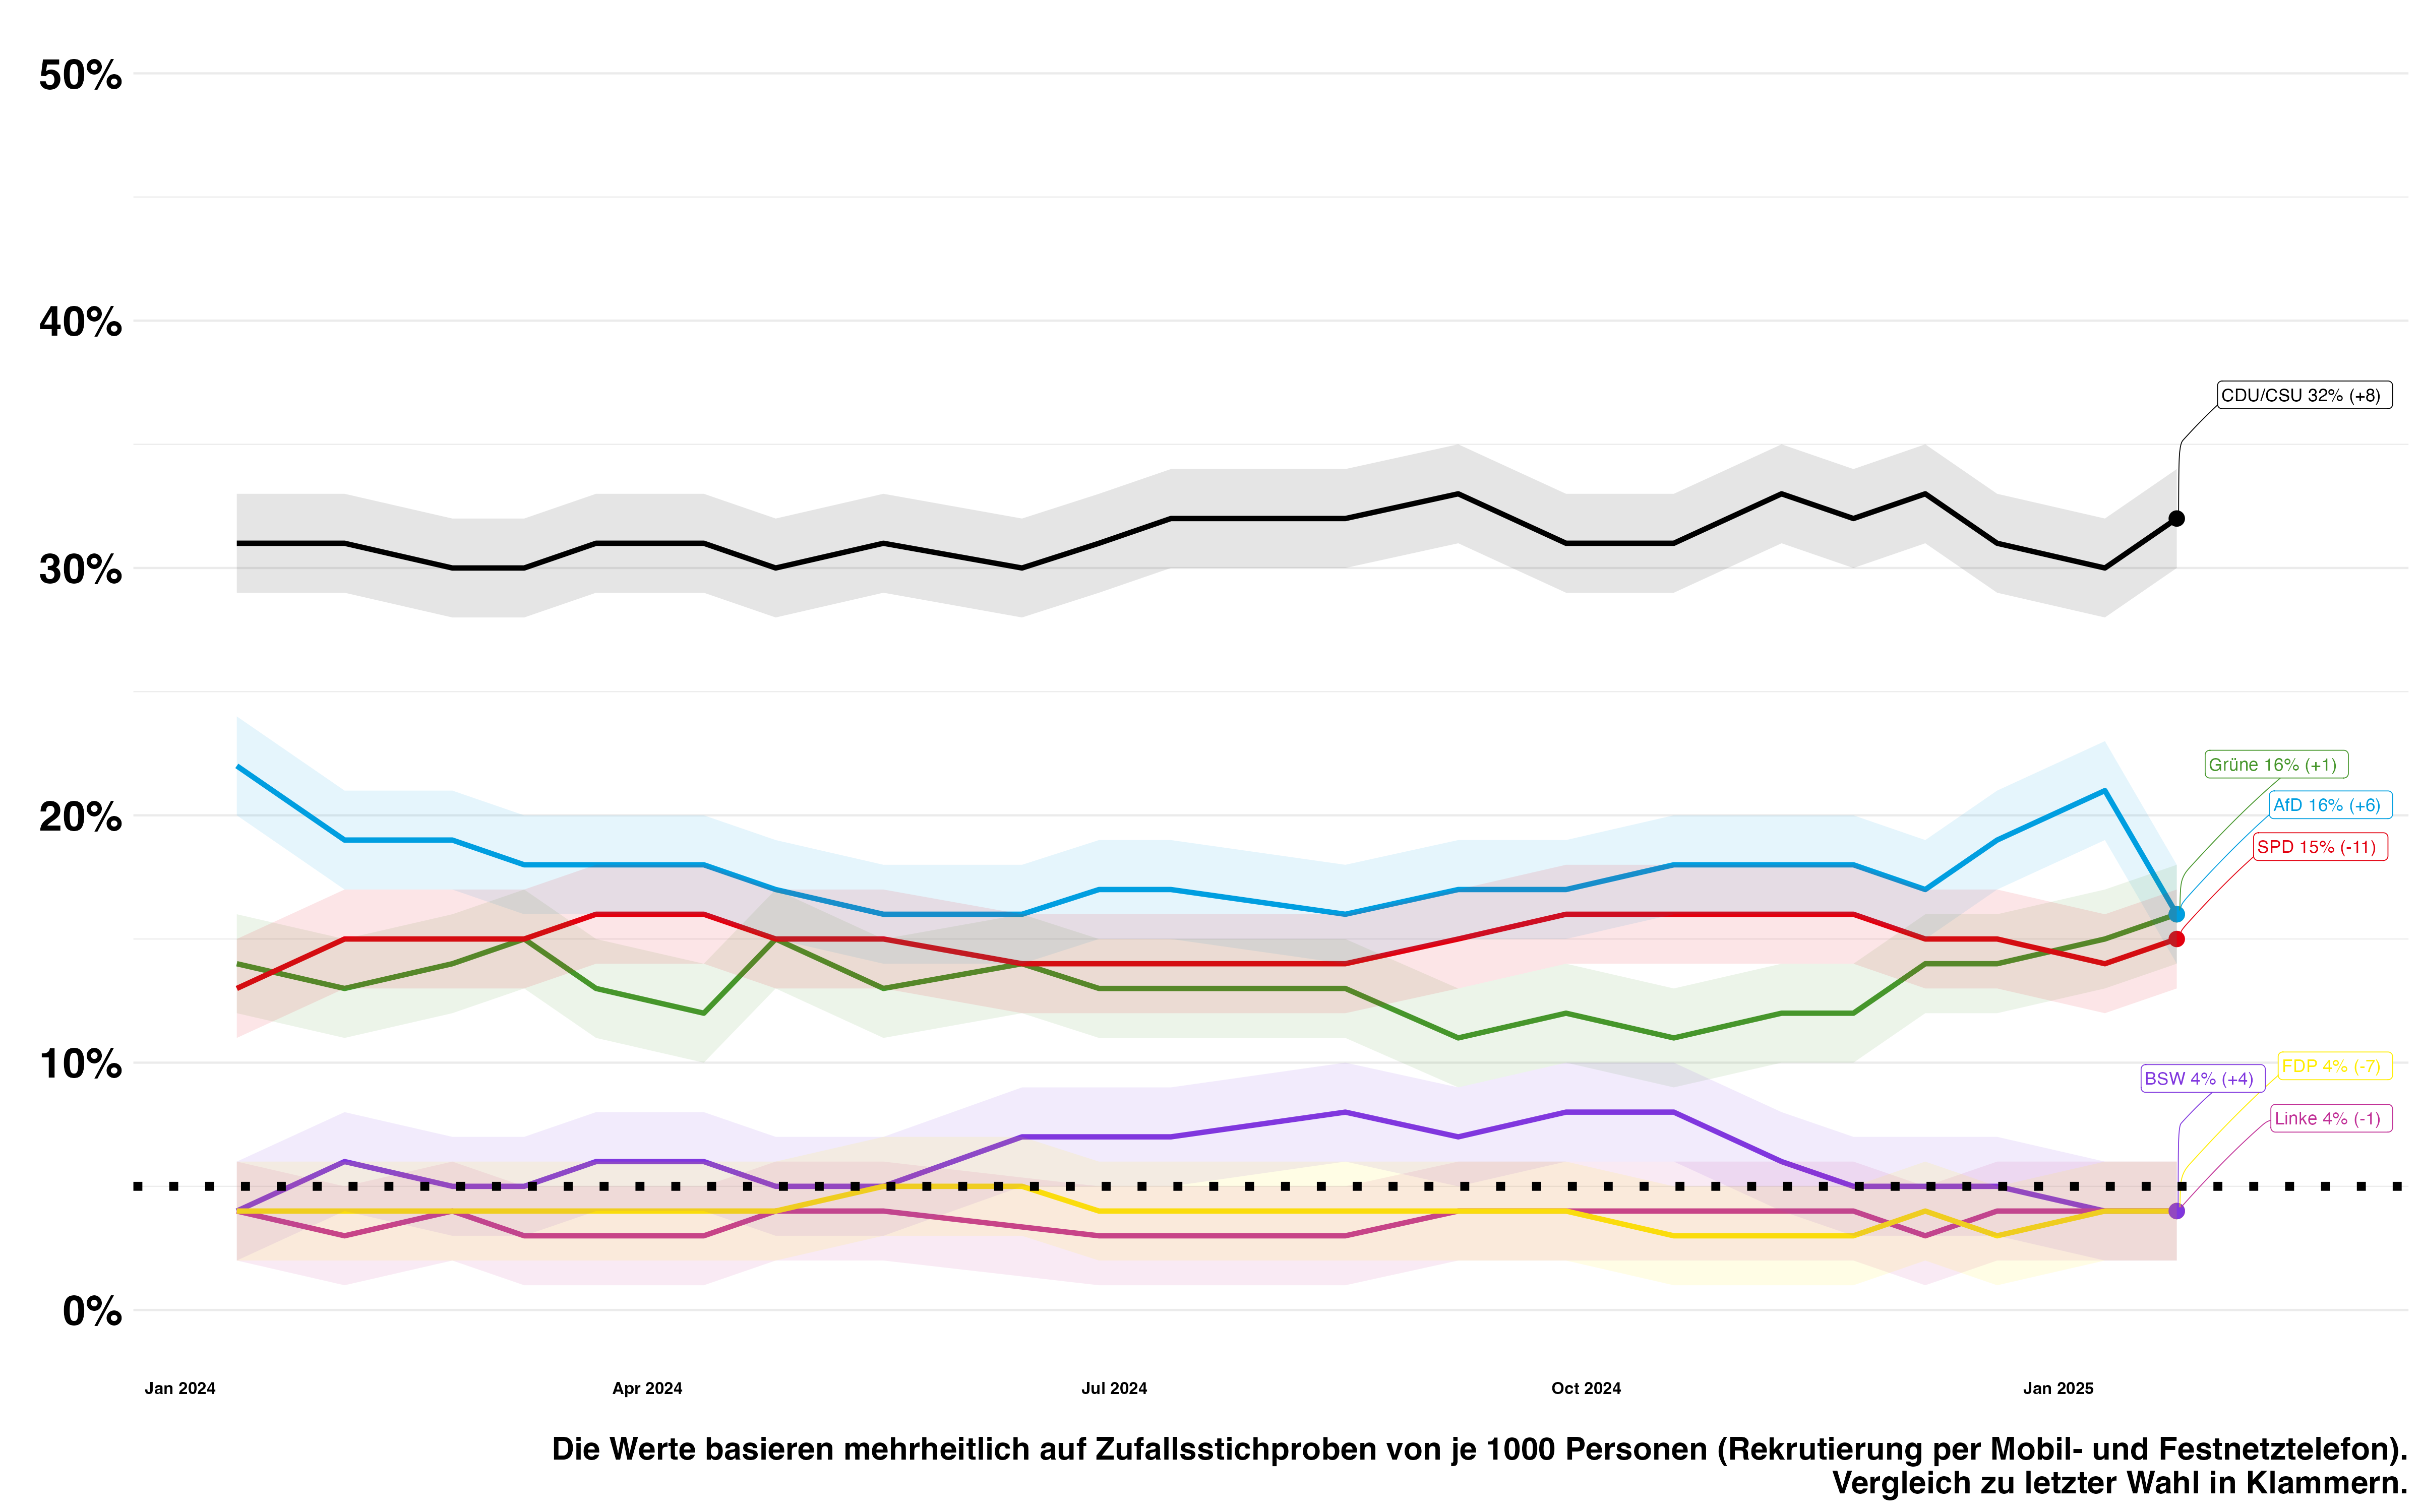 50%
40%
30%
20%
10%
0%
CDU/CSU 32% (+8)
Grüne 16% (+1)
AfD 16% (+6)
SPD 15% (-11)
FDP 4% (-7)
BSW 4% (+4)
Linke 4% (-1)
Jan 2024
Apr 2024
Jul 2024
Oct 2024
Jan 2025
Die Werte basieren mehrheitlich auf Zufallsstichproben von je 1000 Personen (Rekrutierung per Mobil- und Festnetztelefon).
Vergleich zu letzter Wahl in Klammern.